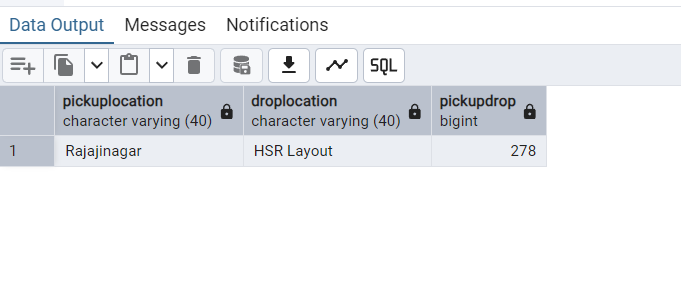 Data Output Messages Notifications
SQL
pickuplocation droplocation pickupdrop
character varying (40) character varying (40) bigint
1 Rajajinagar HSR Layout 278